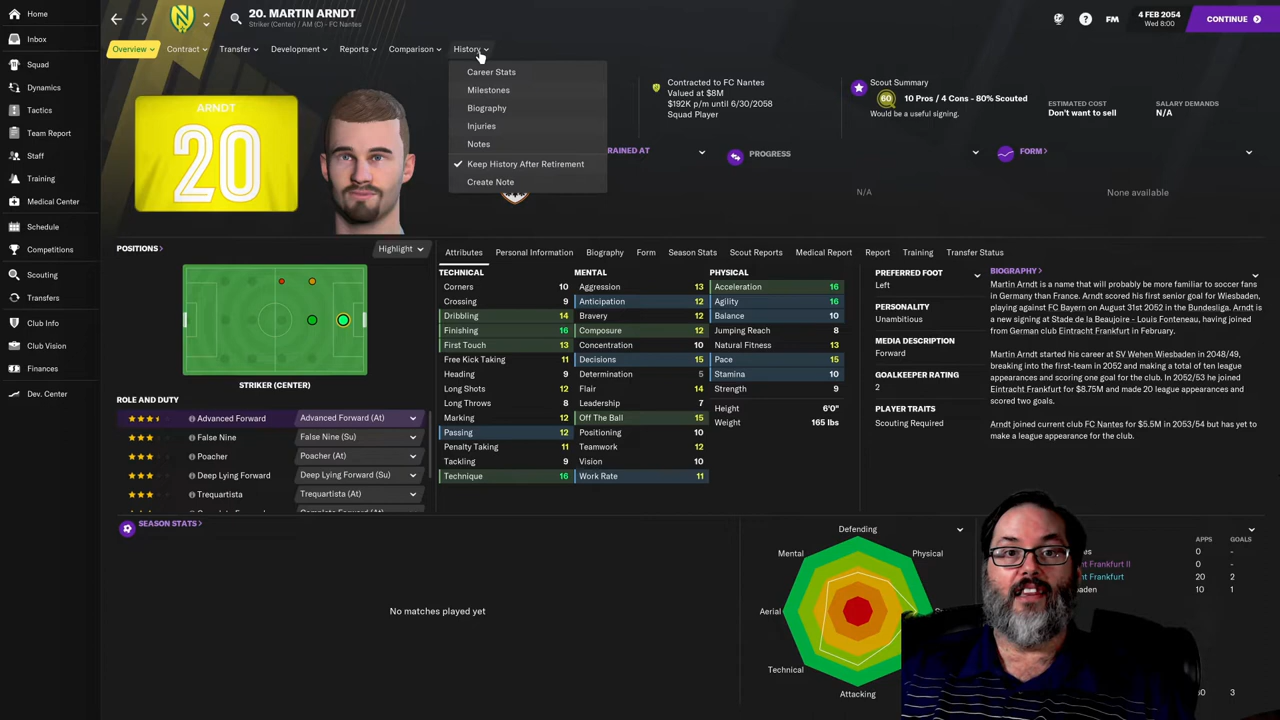 Home
Inbox
Squad
Dynamics
Tactics
Team Report
Staff
Training
Medical Center
Schedule
Competitions
Scouting
Transfers
Club Info
Club Vision
Finances
Dev. Center
20. MARTIN ARNDT
Striker (Center) / AM (C) - FC Nantes
FM
4 FEB 2054
Wed 8:00
CONTINUE
Overview
Contract
Transfer
Development
Reports
Comparison
History
Career Stats
Milestones
Biography
Injuries
Notes
Keep History After Retirement
Create Note
ARNDT
20
Contracted to FC Nantes
Valued at $8M
$192K p/m until 6/30/2058
Squad Player
Scout Summary
60
10 Pros / 4 Cons - 80% Scouted
Would be a useful signing.
ESTIMATED COST
Don't want to sell
SALARY DEMANDS
N/A
RAINED AT
PROGRESS
N/A
FORM
None available
POSITIONS
Highlight
STRIKER (CENTER)
ROLE AND DUTY
Advanced Forward
Advanced Forward (At)
False Nine
False Nine (Su)
Poacher
Poacher (At)
Deep Lying Forward
Deep Lying Forward (Su)
Trequartista
Trequartista (At)
Attributes
Personal Information
Biography
Form
Season Stats
Scout Reports
Medical Report
Report
Training
Transfer Status
TECHNICAL
Corners 10
Crossing 9
Dribbling 14
Finishing 16
First Touch 13
Free Kick Taking 11
Heading 9
Long Shots 12
Long Throws 8
Marking 12
Passing 12
Penalty Taking 11
Tackling 9
Technique 16
MENTAL
Aggression 13
Anticipation 12
Bravery 12
Composure 12
Concentration 10
Decisions 15
Determination 5
Flair 14
Leadership 7
Off The Ball 15
Positioning 10
Teamwork 12
Vision 10
Work Rate 11
PHYSICAL
Acceleration 16
Agility 16
Balance 10
Jumping Reach 8
Natural Fitness 13
Pace 15
Stamina 10
Strength 9
Height 6'0"
Weight 165 lbs
PREFERRED FOOT
Left
PERSONALITY
Unambitious
MEDIA DESCRIPTION
Forward
GOALKEEPER RATING
2
PLAYER TRAITS
Scouting Required
BIOGRAPHY
Martin Arndt is a name that will probably be more familiar to soccer fans
in Germany than France. Arndt scored his first senior goal for Wiesbaden,
playing against FC Bayern on August 31st 2052 in the Bundesliga. Arndt
is a new signing at Stade de la Beaujoire - Louis Fonteneau, having joined
from German club Eintracht Frankfurt in February.
Martin Arndt started his career at SV Wehen Wiesbaden in 2048/49,
breaking into the first-team in 2052 and making a total of ten league
appearances and scoring one goal for the club. In 2052/53 he joined
Eintracht Frankfurt for $8.75M and made 20 league appearances and
scored two goals.
Arndt joined current club FC Nantes for $5.5M in 2053/54 but has yet to
make a league appearance for the club.
SEASON STATS
No matches played yet
Defending
Physical
Mental
Aerial
Technical
Attacking
APPS
GOALS
0 -
nt Frankfurt II 0 -
ht Frankfurt 20 2
aden 10 1
3